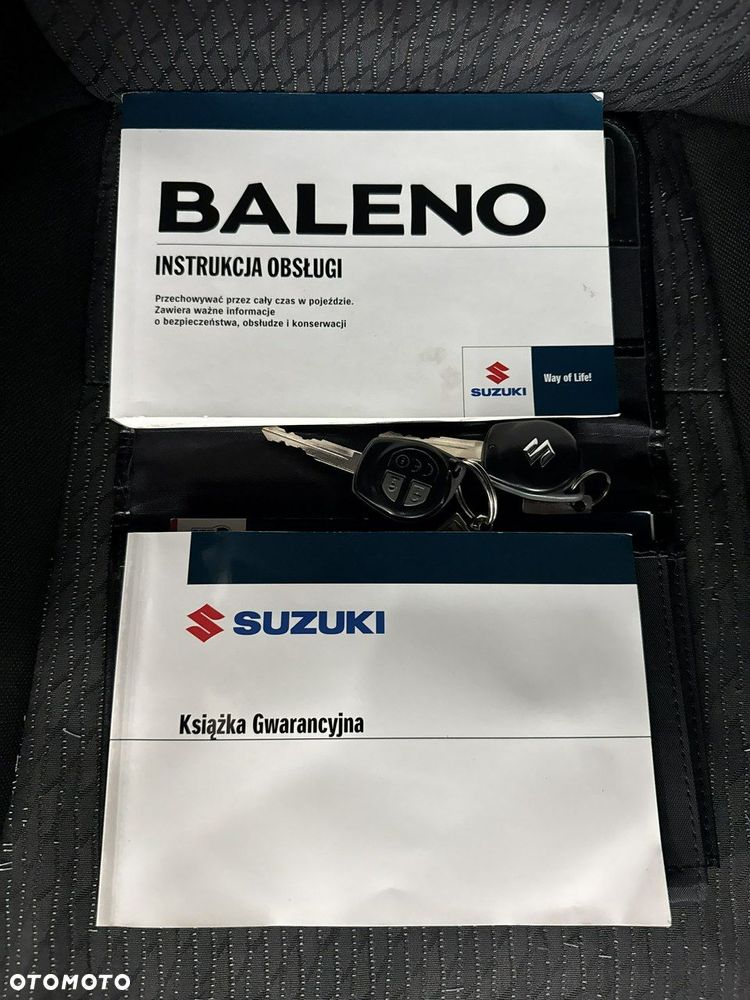 BALENO
INSTRUKCJA OBSŁUGI
Przechowywać przez cały czas w pojeździe.
Zawiera ważne informacje
o bezpieczeństwa, obsłudze i konserwacji
SUZUKI
Way of Life!
CE
SUZUKI
Książka Gwarancyjna
OTOMOTO